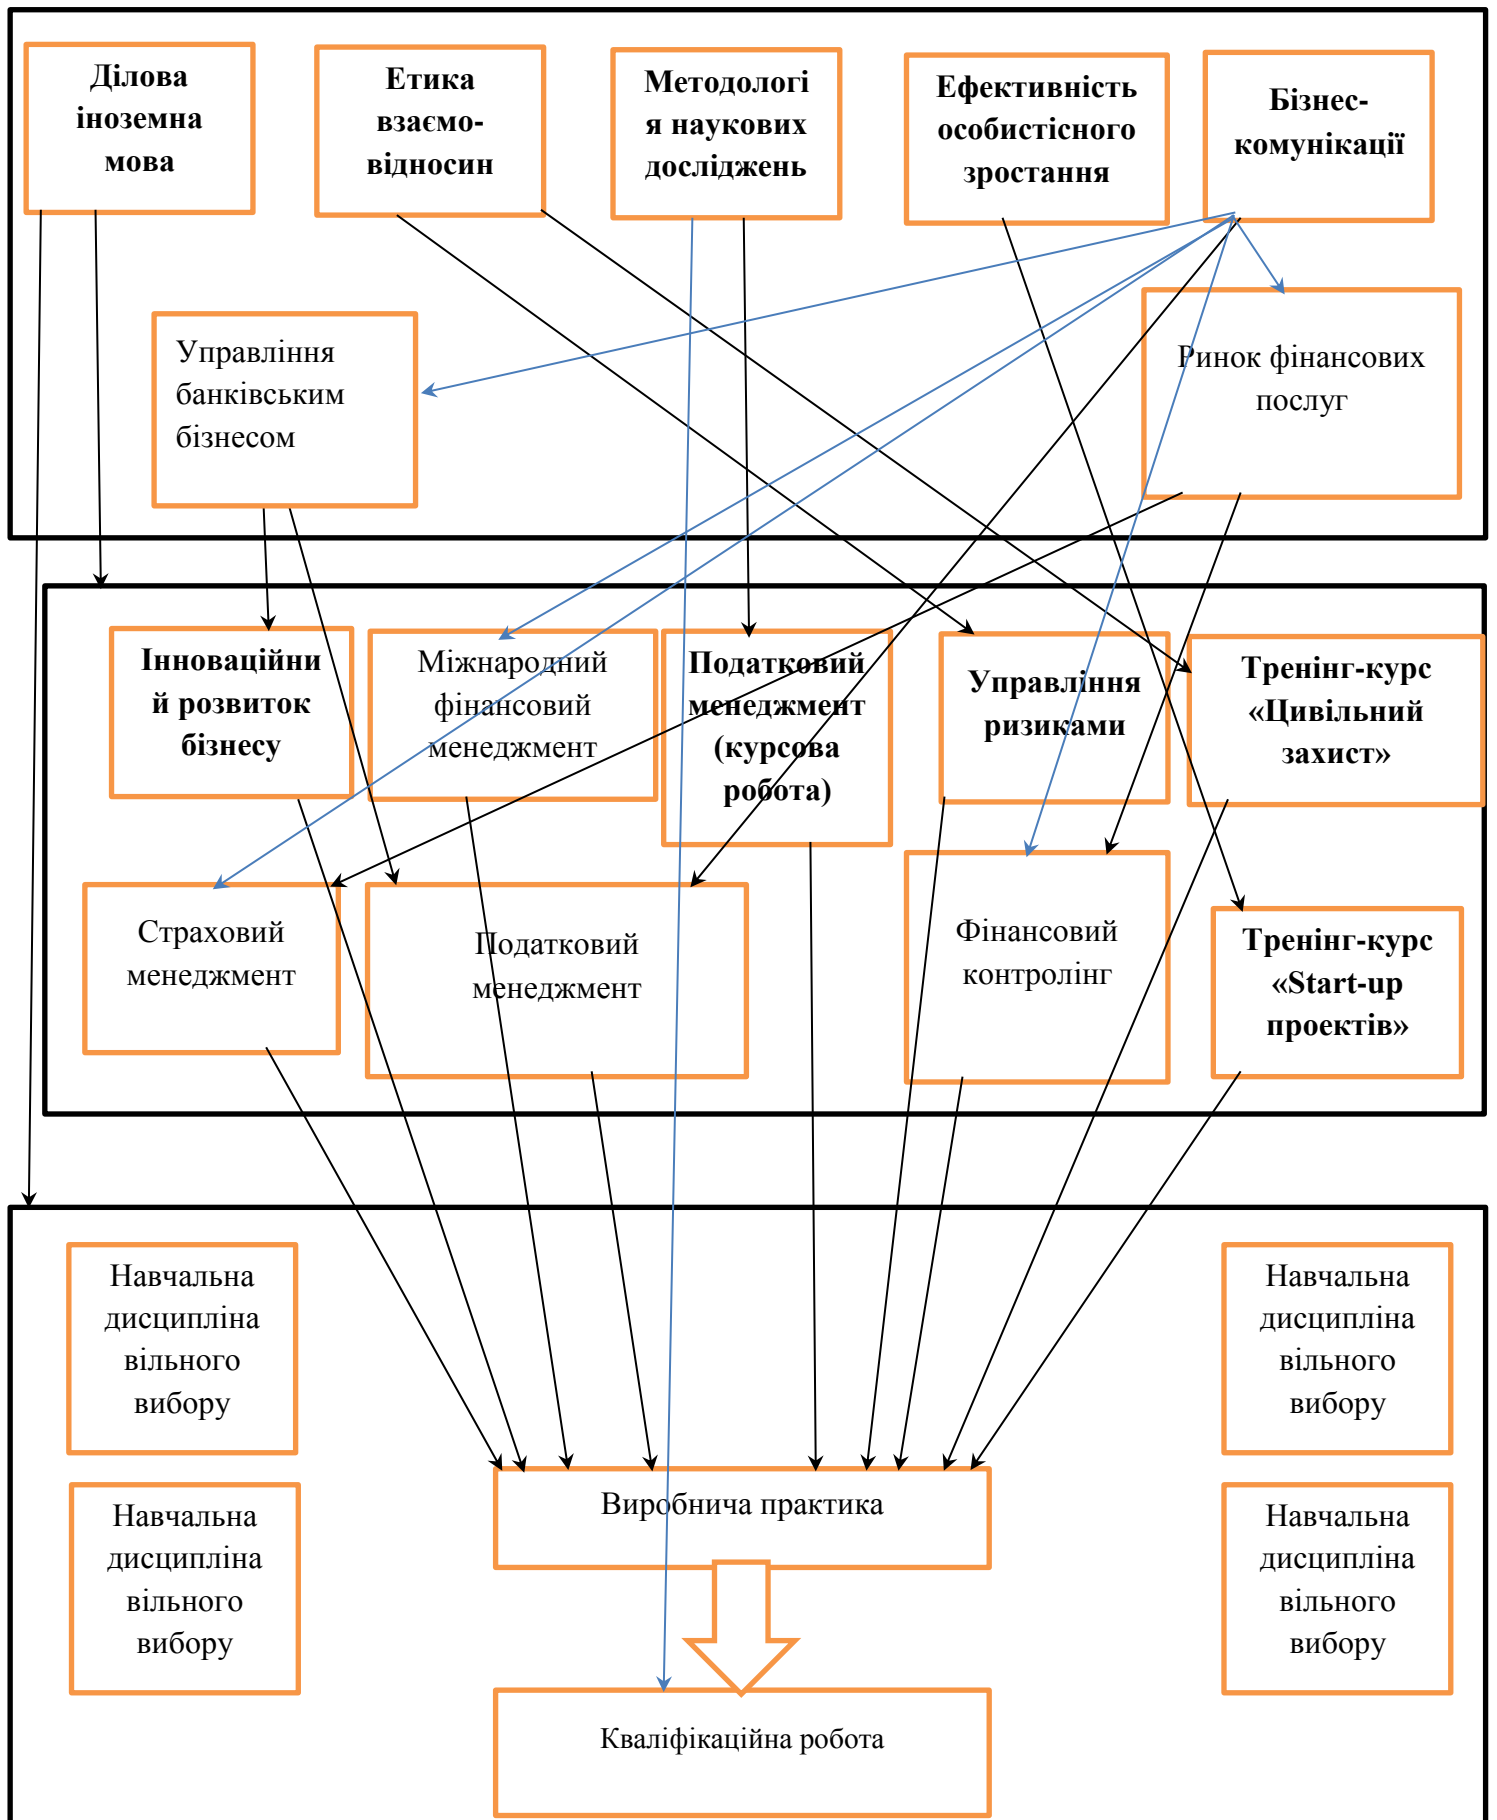 Ділова
іноземна
мова
Етика
взаємо-
відносин
Методологі
я наукових
досліджень
Ефективність
особистісного
зростання
Бізнес-
комунікації
Управління
банківським
бізнесом
Ринок фінансових
послуг
Інноваційни
й розвиток
бізнесу
Міжнародний
фінансовий
менеджмент
Податковий
менеджмент
(курсова
робота)
Управління
ризиками
Тренінг-курс
«Цивільний
захист»
Страховий
менеджмент
Податковий
менеджмент
Фінансовий
контролінг
Тренінг-курс
«Start-up
проектів»
Навчальна
дисципліна
вільного
вибору
Навчальна
дисципліна
вільного
вибору
Навчальна
дисципліна
вільного
вибору
Виробнича практика
Навчальна
дисципліна
вільного
вибору
Кваліфікаційна робота